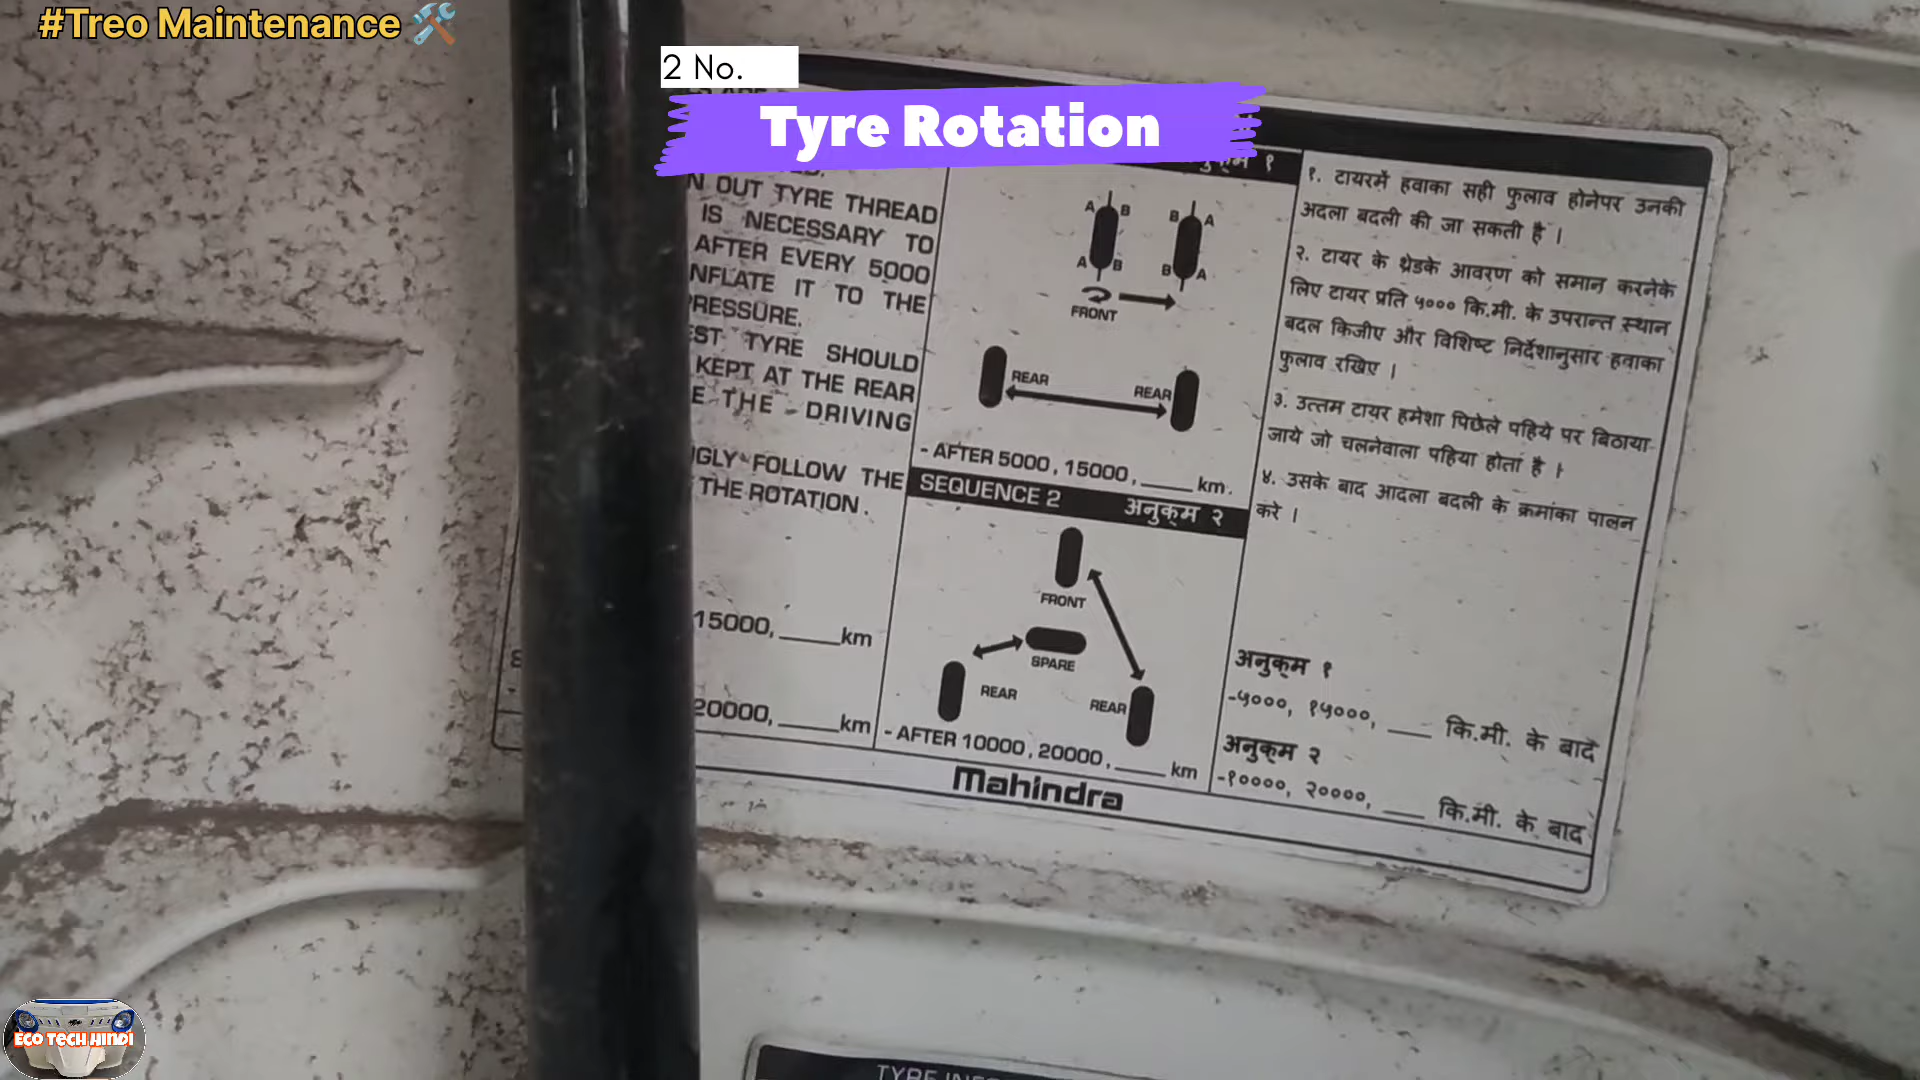 #Treo Maintenance
2 No.
Tyre Rotation
N OUT TYRE THREAD
IS NECESSARY TO
AFTER EVERY 5000
NFLATE IT TO THE
RESSURE.
EST TYRE SHOULD
KEPT AT THE REAR
E THE - DRIVING
NGLY FOLLOW THE
THE ROTATION.
15000, ____km
20000, ____km
अनुक्रम १
A B B A
A B B A
FRONT
REAR REAR
- AFTER 5000, 15000, ____ km.
SEQUENCE 2 अनुक्रम २
FRONT
SPARE
REAR REAR
- AFTER 10000, 20000, ____ km
१. टायरमें हवाका सही फुलाव होनेपर उनकी
अदला बदली की जा सकती है ।
२. टायर के थ्रेडके आवरण को समान करनेके
लिए टायर प्रति ५००० कि.मी. के उपरान्त स्थान
बदल किजीए और विशिष्ट निर्देशानुसार हवाका
फुलाव रखिए ।
३. उत्तम टायर हमेशा पिछेले पहिये पर बिठाया
जाये जो चलनेवाला पहिया होता है ।
४. उसके बाद आदला बदली के क्रमांका पालन
करे ।
अनुक्रम १
-५०००, १५०००, ____ कि.मी. के बाद
अनुक्रम २
-१००००, २००००, ____ कि.मी. के बाद
Mahindra
ECO TECH HINDI